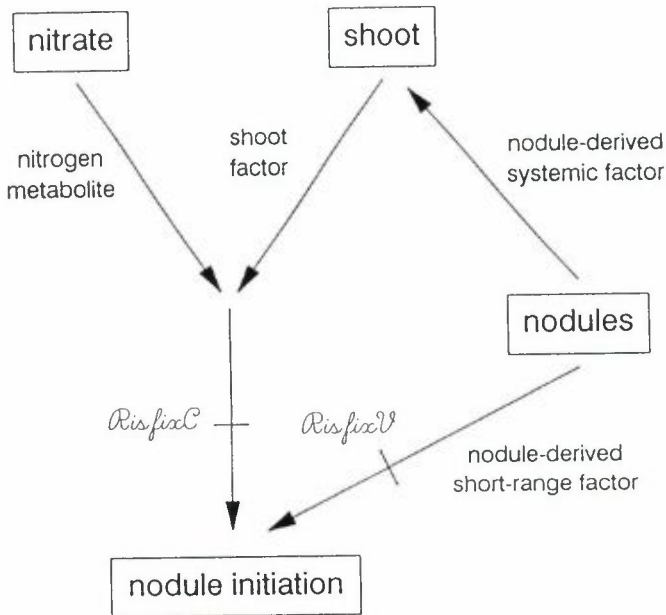 nitrate
shoot
nitrogen
metabolite
shoot
factor
nodule-derived
systemic factor
nodules
RisfixC
RisfixV
nodule-derived
short-range factor
nodule initiation